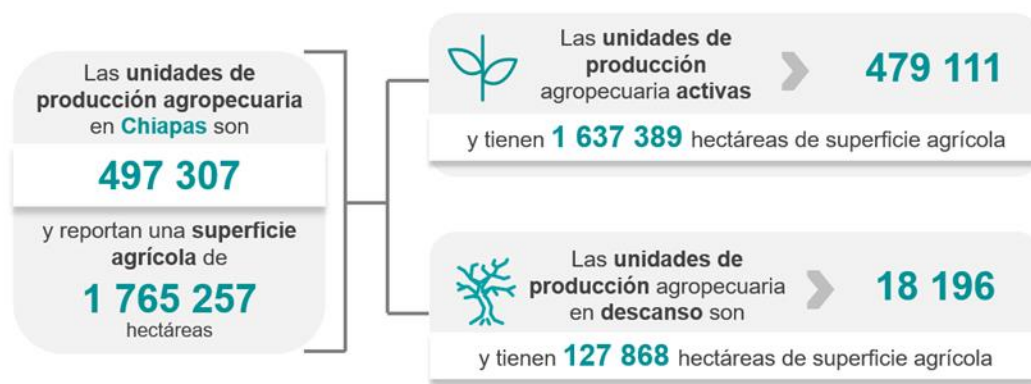 Las unidades de
producción agropecuaria
en Chiapas son
497 307
y reportan una superficie
agrícola de
1 765 257
hectáreas
Las unidades de
producción
agropecuaria activas
479 111
y tienen 1 637 389 hectáreas de superficie agrícola
Las unidades de
producción agropecuaria
en descanso son
18 196
y tienen 127 868 hectáreas de superficie agrícola